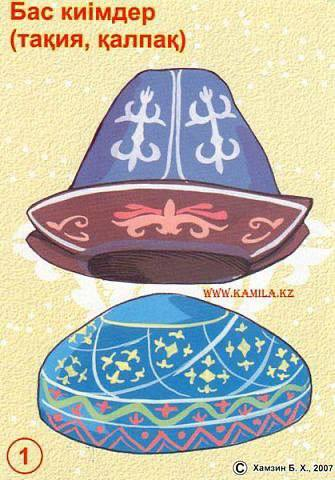 Бас киімдер
(тақия, қалпақ)
WWW.KAMILA.KZ
1
© Хамзин Б. Х., 2007